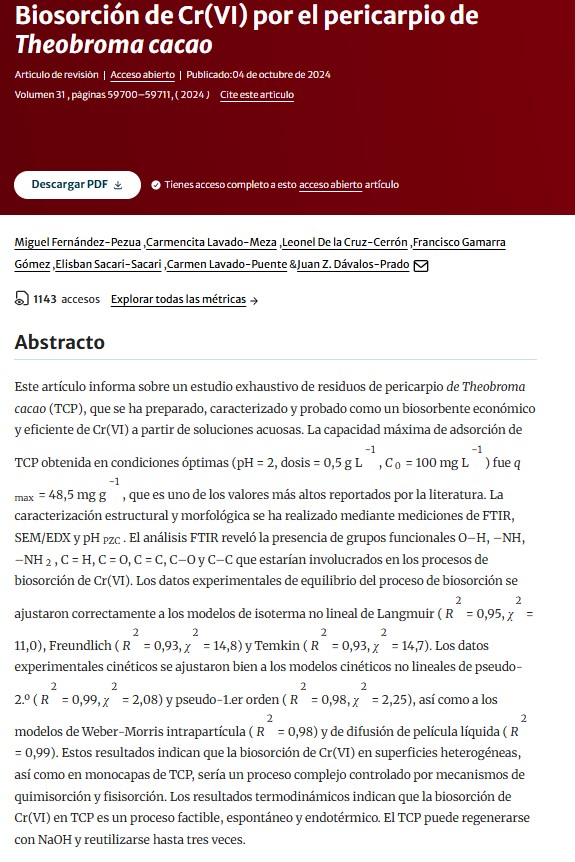 Biosorción de Cr(VI) por el pericarpio de
Theobroma cacao
Articulo de revisión | Acceso abierto | Publicado:04 de octubre de 2024
Volumen 31 , páginas 59700–59711, ( 2024 ) Cite este artículo
Descargar PDF
Tienes acceso completo a esto acceso abierto artículo
Miguel Fernández-Pezua ,Carmencita Lavado-Meza ,Leonel De la Cruz-Cerrón ,Francisco Gamarra
Gómez ,Elisban Sacari-Sacari ,Carmen Lavado-Puente &Juan Z. Dávalos-Prado
1143 accesos Explorar todas las métricas →
Abstracto
Este artículo informa sobre un estudio exhaustivo de residuos de pericarpio de Theobroma
cacao (TCP), que se ha preparado, caracterizado y probado como un biosorbente económico
y eficiente de Cr(VI) a partir de soluciones acuosas. La capacidad máxima de adsorción de
TCP obtenida en condiciones óptimas (pH = 2, dosis = 0,5 g L −1 , C 0 = 100 mg L −1 ) fue q
max = 48,5 mg g −1 , que es uno de los valores más altos reportados por la literatura. La
caracterización estructural y morfológica se ha realizado mediante mediciones de FTIR,
SEM/EDX y pH PZC . El análisis FTIR reveló la presencia de grupos funcionales O–H, –NH,
–NH 2 , C = H, C = O, C = C, C–O y C–C que estarían involucrados en los procesos de
biosorción de Cr(VI). Los datos experimentales de equilibrio del proceso de biosorción se
ajustaron correctamente a los modelos de isoterma no lineal de Langmuir ( R 2 = 0,95, χ 2 =
11,0), Freundlich ( R 2 = 0,93, χ 2 = 14,8) y Temkin ( R 2 = 0,93, χ 2 = 14,7). Los datos
experimentales cinéticos se ajustaron bien a los modelos cinéticos no lineales de pseudo-
2.º ( R 2 = 0,99, χ 2 = 2,08) y pseudo-1.er orden ( R 2 = 0,98, χ 2 = 2,25), así como a los
modelos de Weber-Morris intrapartícula ( R 2 = 0,98) y de difusión de película líquida ( R 2
= 0,99). Estos resultados indican que la biosorción de Cr(VI) en superficies heterogéneas,
así como en monocapas de TCP, sería un proceso complejo controlado por mecanismos de
quimisorción y fisisorción. Los resultados termodinámicos indican que la biosorción de
Cr(VI) en TCP es un proceso factible, espontáneo y endotérmico. El TCP puede regenerarse
con NaOH y reutilizarse hasta tres veces.